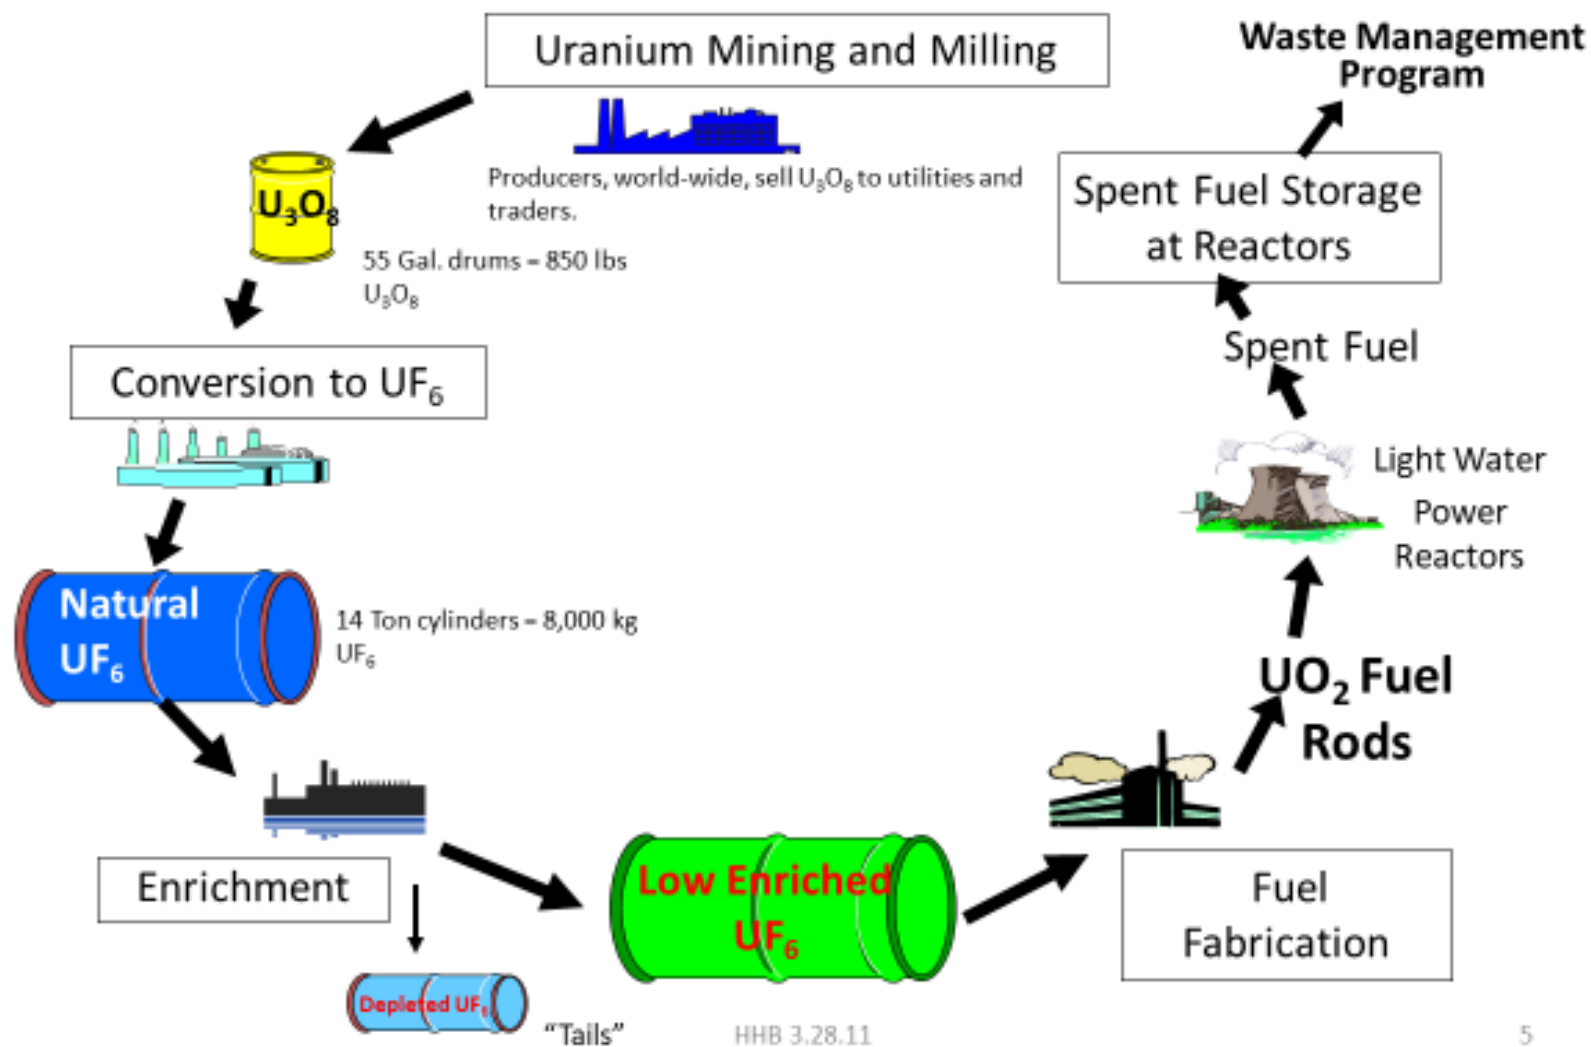 Uranium Mining and Milling
Producers, world-wide, sell U₃O₈ to utilities and
traders.
U₃O₈
55 Gal. drums = 850 lbs
U₃O₈
Conversion to UF₆
Natural
UF₆
14 Ton cylinders = 8,000 kg
UF₆
Enrichment
Depleted UF₆
“Tails”
Low Enriched
UF₆
Fuel
Fabrication
UO₂ Fuel
Rods
Light Water
Power
Reactors
Spent Fuel
Spent Fuel Storage
at Reactors
Waste Management
Program
HHB 3.28.11
5